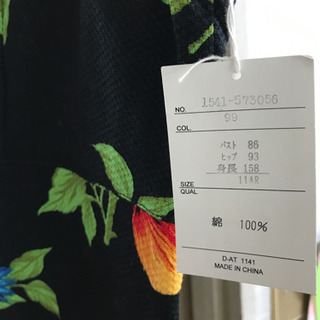 NO. 1541-573056
COL. 99
バスト 86
ヒップ 93
身長 158
SIZE 11AR
QUAL.
綿 100%
D-AT 1141
MADE IN CHINA